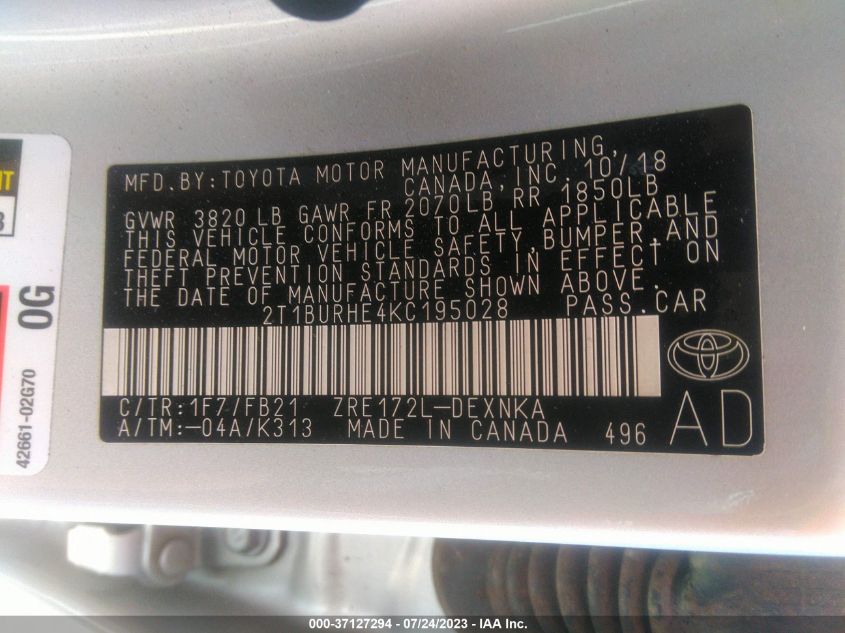 MFD.BY:TOYOTA MOTOR MANUFACTURING,
CANADA,INC. 10/18
GVWR 3820 LB GAWR FR 2070LB RR 1850LB
THIS VEHICLE CONFORMS TO ALL APPLICABLE
FEDERAL MOTOR VEHICLE SAFETY,BUMPER,AND
THEFT PREVENTION STANDARDS IN EFFECT ON
THE DATE OF MANUFACTURE SHOWN ABOVE.
2T1BURHE4KC195028 PASS.CAR
C/TR:1F7/FB21 ZRE172L-DEXNKA
A/TM:-04A/K313 MADE IN CANADA 496
AD
0G
42661-02G70
000-37127294 - 07/24/2023 - IAA Inc.